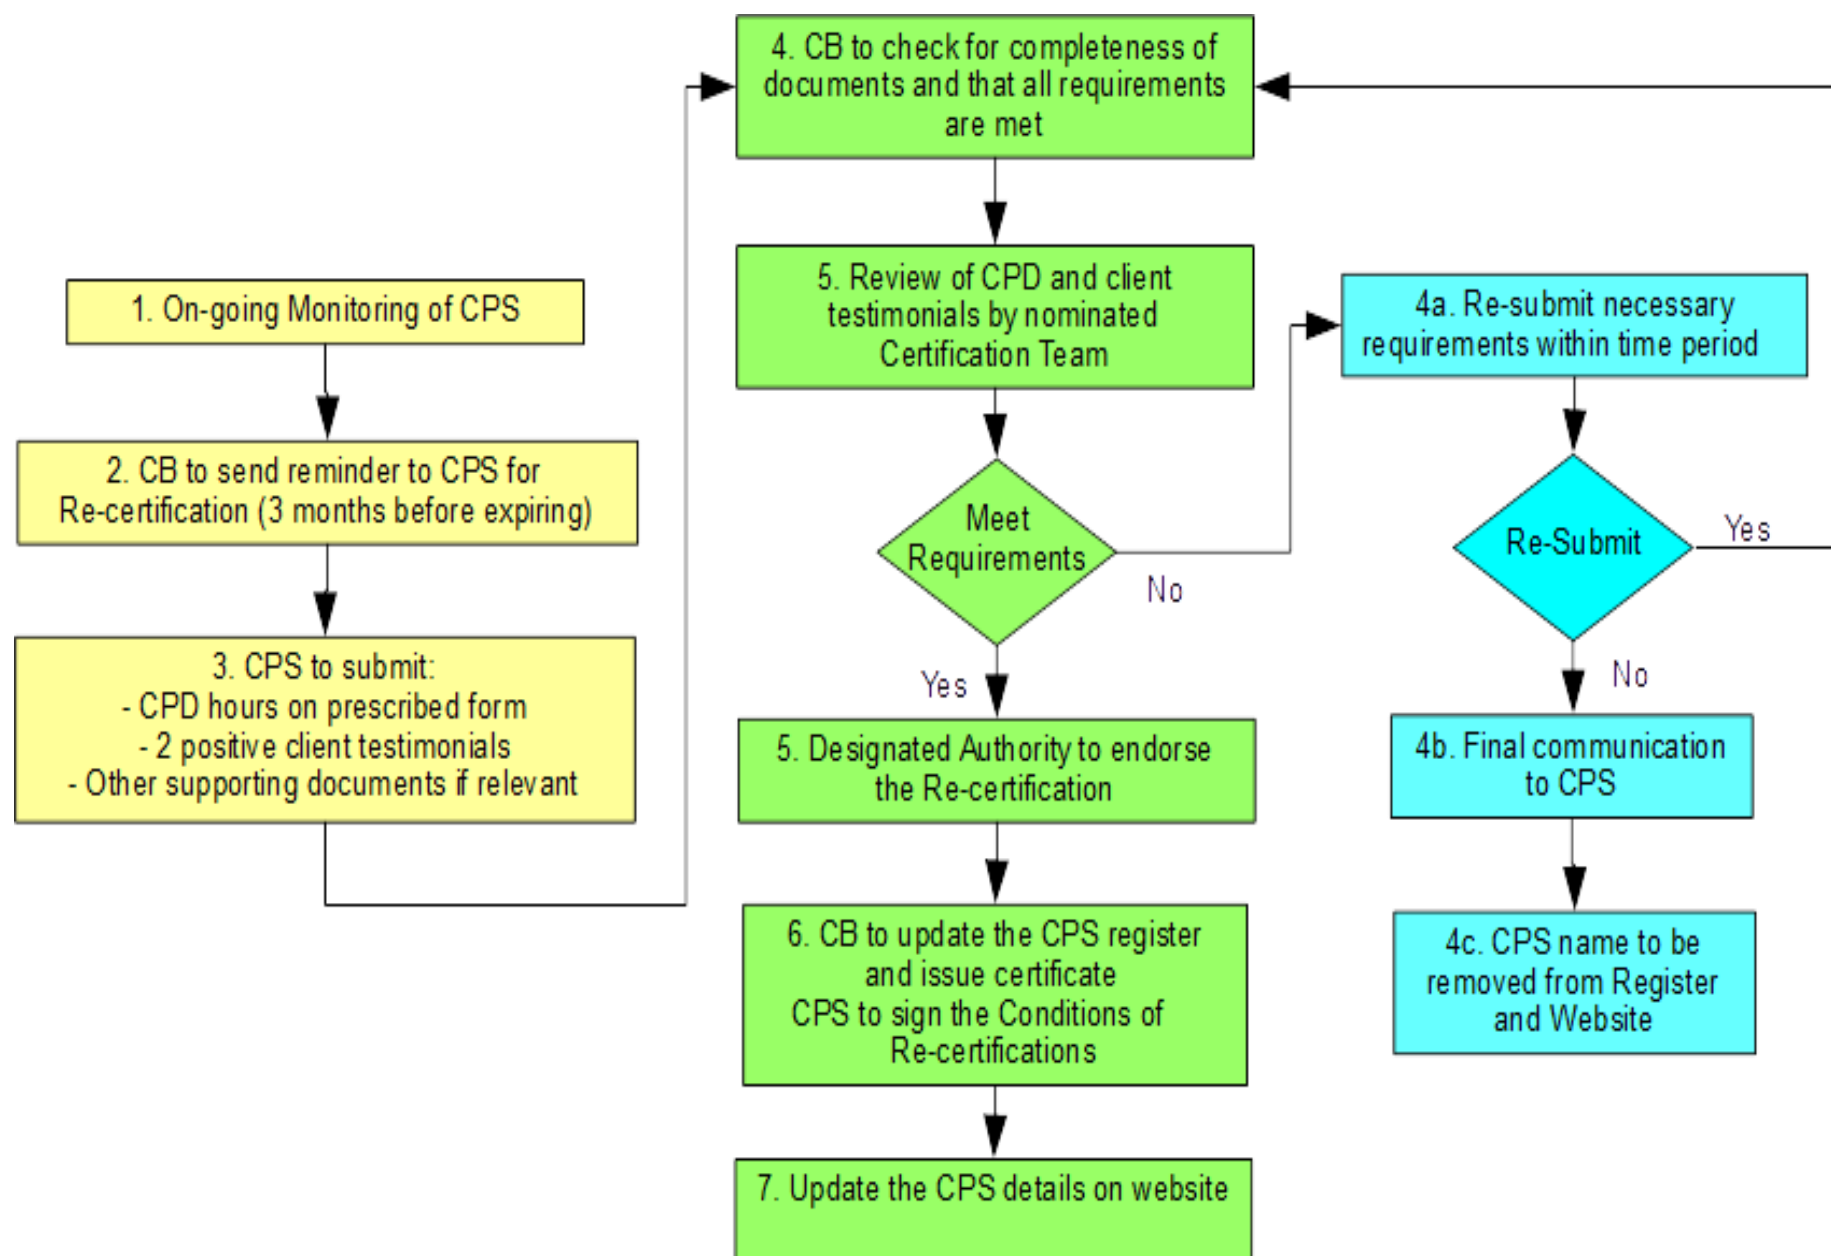 1. On-going Monitoring of CPS
2. CB to send reminder to CPS for
Re-certification (3 months before expiring)
3. CPS to submit:
- CPD hours on prescribed form
- 2 positive client testimonials
- Other supporting documents if relevant
4. CB to check for completeness of
documents and that all requirements
are met
5. Review of CPD and client
testimonials by nominated
Certification Team
Meet
Requirements
No
Yes
5. Designated Authority to endorse
the Re-certification
6. CB to update the CPS register
and issue certificate
CPS to sign the Conditions of
Re-certifications
7. Update the CPS details on website
4a. Re-submit necessary
requirements within time period
Re-Submit
Yes
No
4b. Final communication
to CPS
4c. CPS name to be
removed from Register
and Website